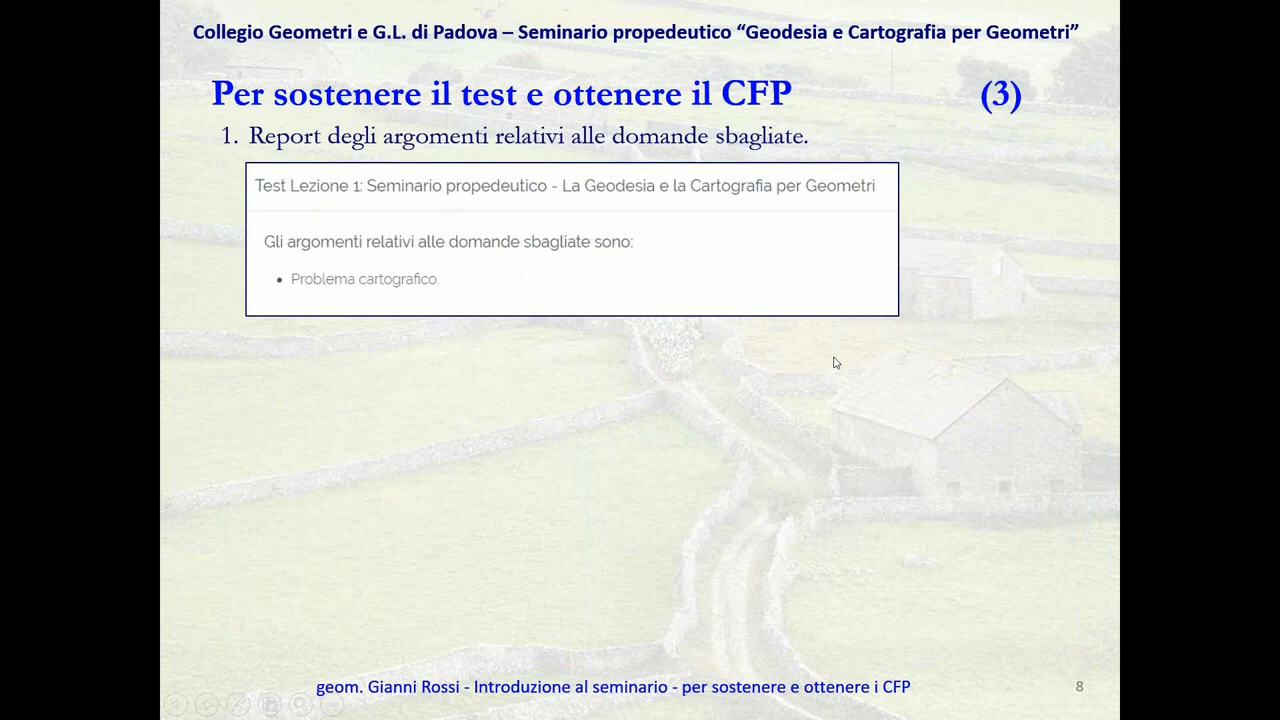 Collegio Geometri e G.L. di Padova – Seminario propedeutico “Geodesia e Cartografia per Geometri”
Per sostenere il test e ottenere il CFP (3)
1. Report degli argomenti relativi alle domande sbagliate.
Test Lezione 1: Seminario propedeutico - La Geodesia e la Cartografia per Geometri
Gli argomenti relativi alle domande sbagliate sono:
• Problema cartografico.
geom. Gianni Rossi - Introduzione al seminario - per sostenere e ottenere i CFP 8